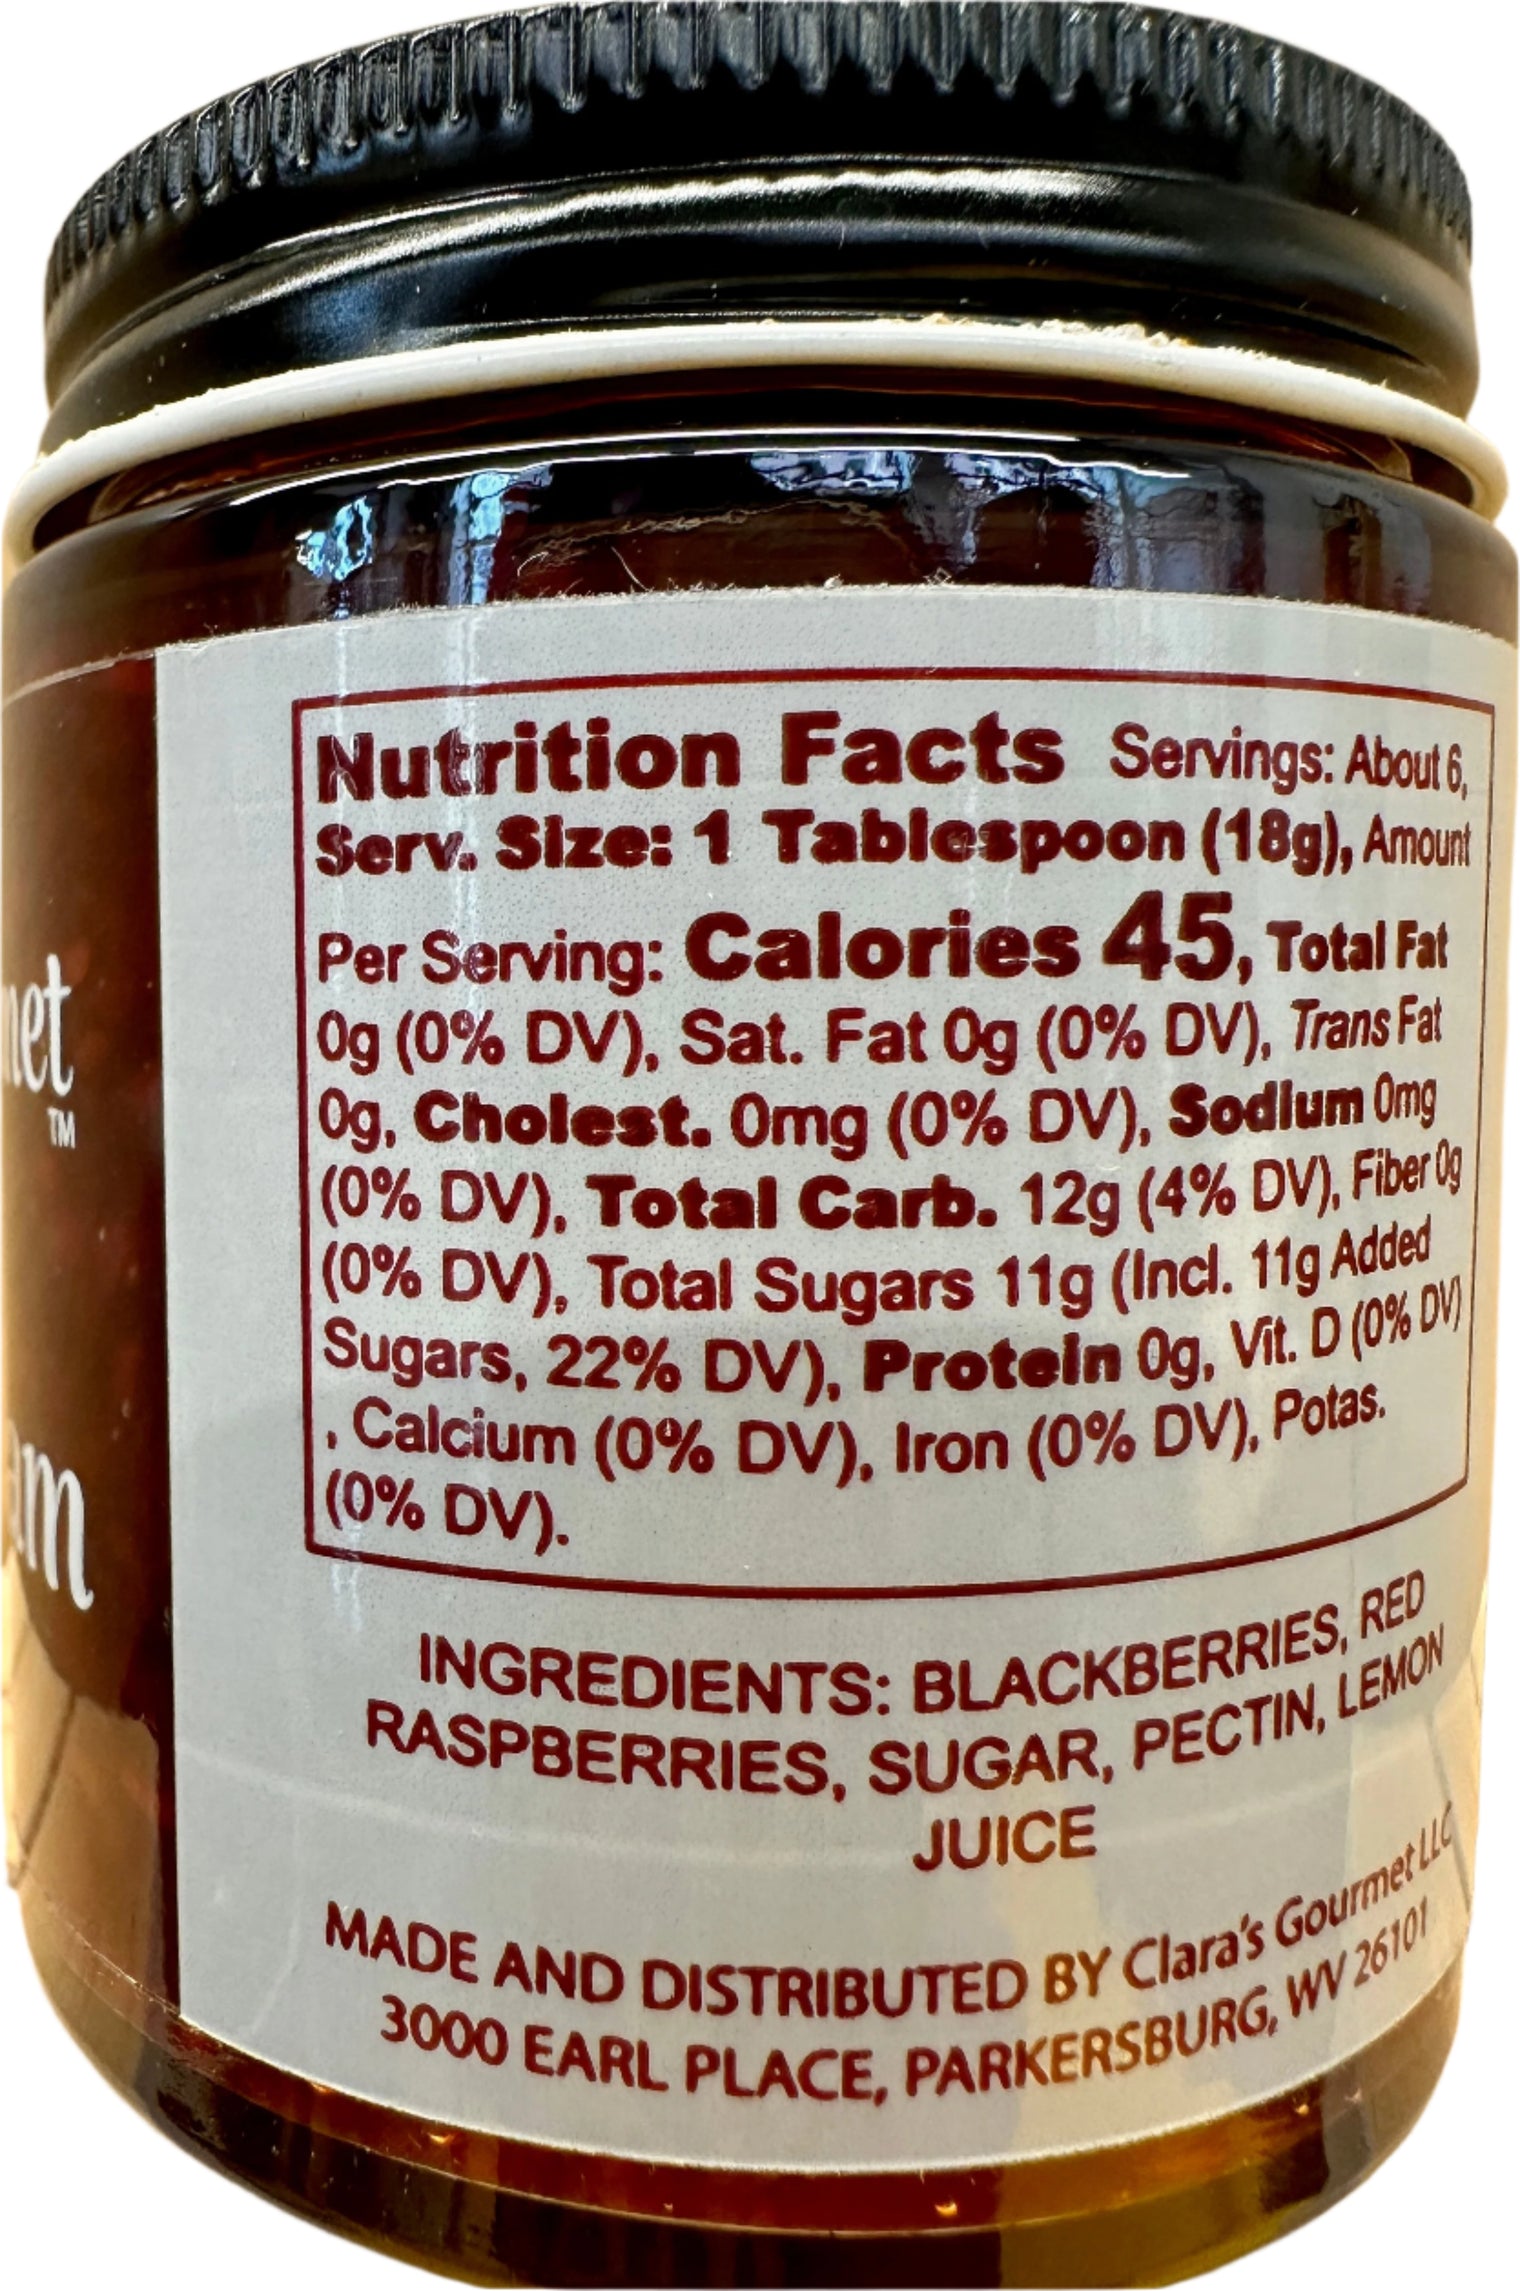 Nutrition Facts Servings: About 6,
Serv. Size: 1 Tablespoon (18g), Amount
Per Serving: Calories 45, Total Fat
0g (0% DV), Sat. Fat 0g (0% DV), Trans Fat
0g, Cholest. 0mg (0% DV), Sodium 0mg
(0% DV), Total Carb. 12g (4% DV), Fiber 0g
(0% DV), Total Sugars 11g (Incl. 11g Added
Sugars, 22% DV), Protein 0g, Vit. D (0% DV)
, Calcium (0% DV), Iron (0% DV), Potas.
(0% DV).
INGREDIENTS: BLACKBERRIES, RED
RASPBERRIES, SUGAR, PECTIN, LEMON
JUICE
MADE AND DISTRIBUTED BY Clara's Gourmet LLC
3000 EARL PLACE, PARKERSBURG, WV 26101
TM